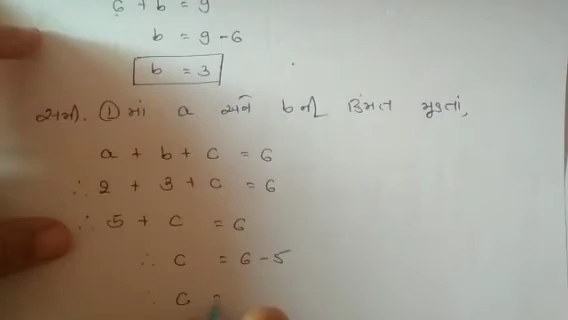 6 + b = 9
b = 9 - 6
b = 3
સમી. ① માં a અને b ની કિંમત મૂકતાં,
a + b + c = 6
∴ 2 + 3 + c = 6
∴ 5 + c = 6
∴ c = 6 - 5
∴ c =